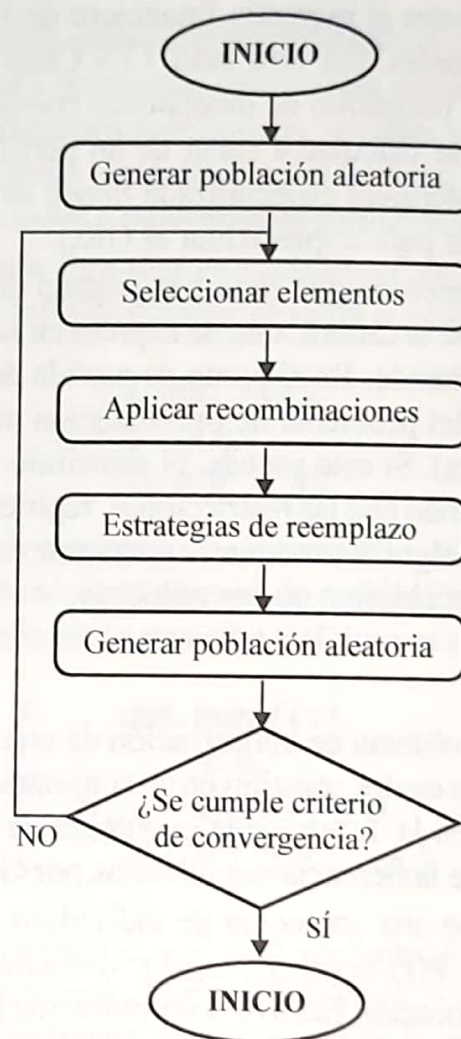 INICIO
Generar población aleatoria
Seleccionar elementos
Aplicar recombinaciones
Estrategias de reemplazo
Generar población aleatoria
¿Se cumple criterio
de convergencia?
NO
SÍ
INICIO